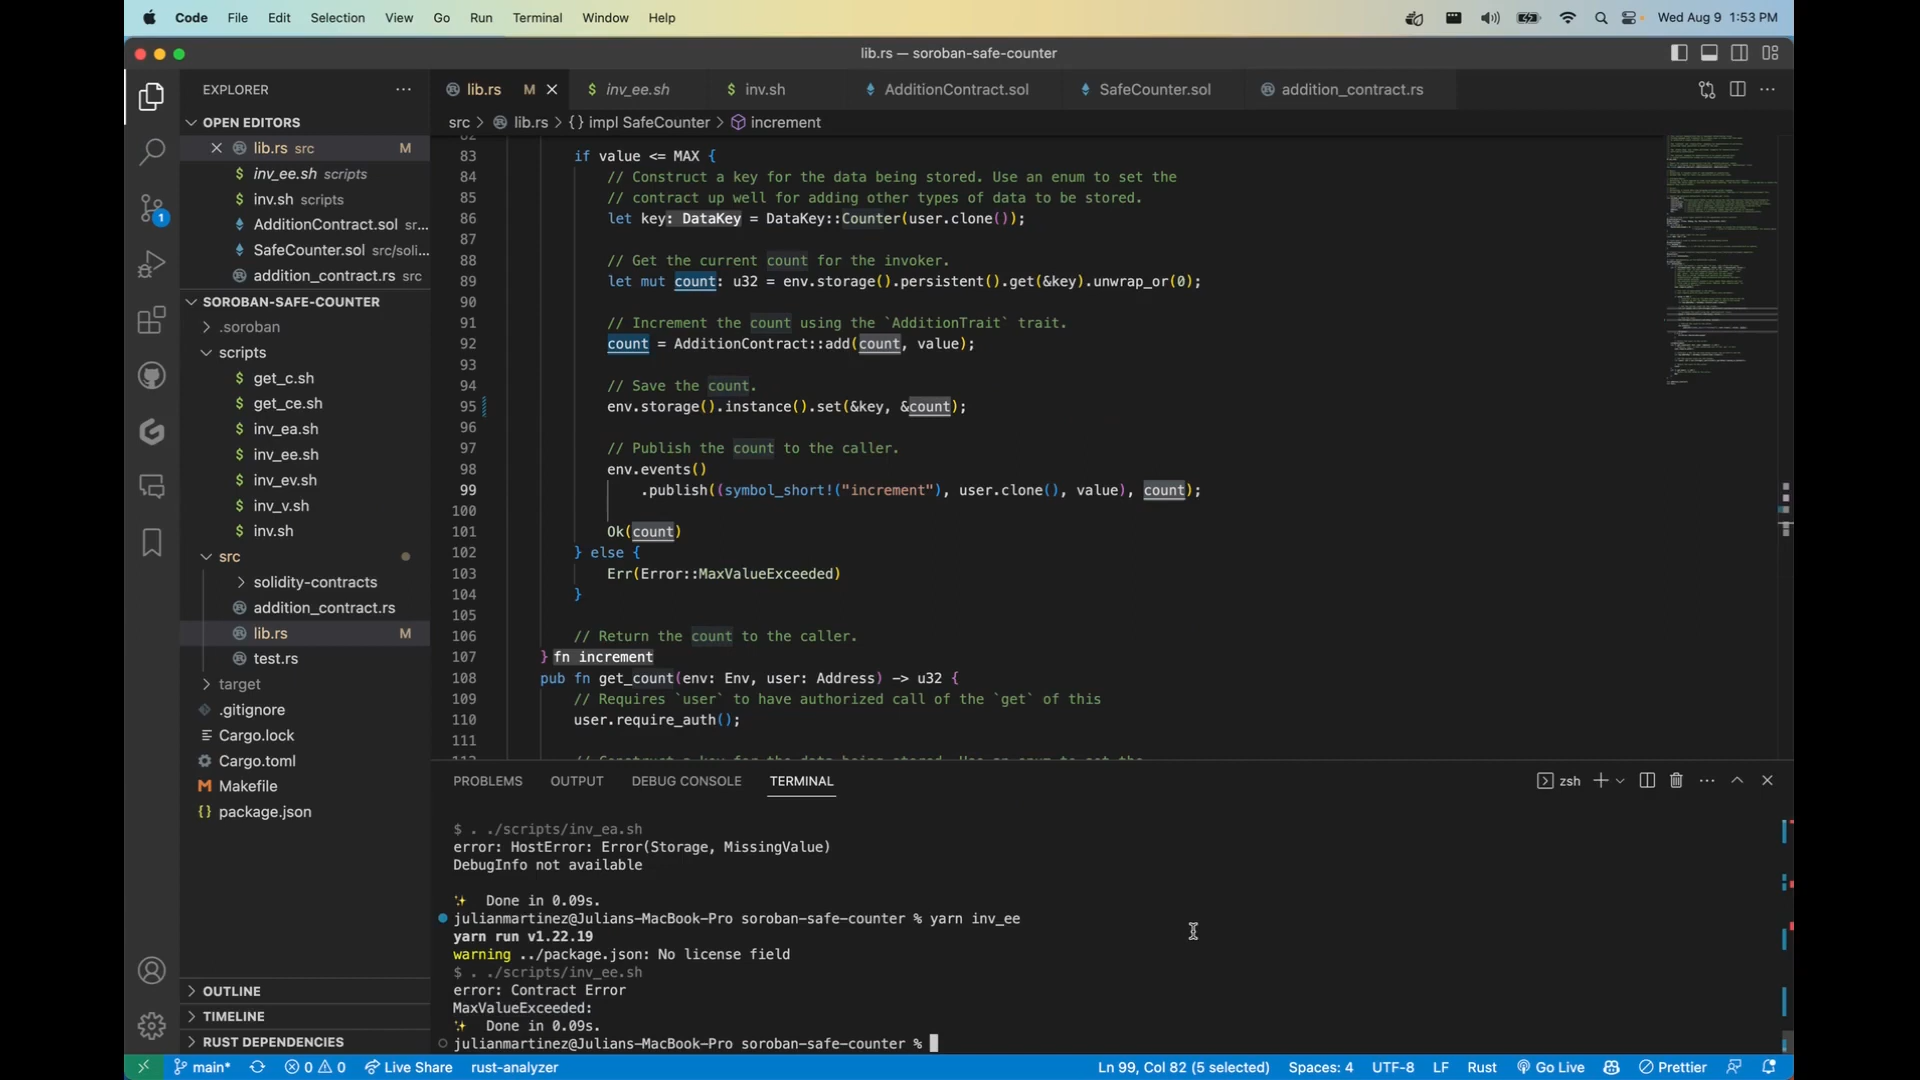 Code File Edit Selection View Go Run Terminal Window Help
Wed Aug 9 1:53 PM
lib.rs — soroban-safe-counter
EXPLORER
lib.rs M
inv_ee.sh
inv.sh
AdditionContract.sol
SafeCounter.sol
addition_contract.rs
src > lib.rs > {} impl SafeCounter > increment
OPEN EDITORS
lib.rs src M
inv_ee.sh scripts
inv.sh scripts
AdditionContract.sol sr...
SafeCounter.sol src/soli...
addition_contract.rs src
SOROBAN-SAFE-COUNTER
.soroban
scripts
get_c.sh
get_ce.sh
inv_ea.sh
inv_ee.sh
inv_ev.sh
inv_v.sh
inv.sh
src
solidity-contracts
addition_contract.rs
lib.rs M
test.rs
target
.gitignore
Cargo.lock
Cargo.toml
Makefile
package.json
OUTLINE
TIMELINE
RUST DEPENDENCIES
83 if value <= MAX {
84 // Construct a key for the data being stored. Use an enum to set the
85 // contract up well for adding other types of data to be stored.
86 let key: DataKey = DataKey::Counter(user.clone());
87
88 // Get the current count for the invoker.
89 let mut count: u32 = env.storage().persistent().get(&key).unwrap_or(0);
90
91 // Increment the count using the `AdditionTrait` trait.
92 count = AdditionContract::add(count, value);
93
94 // Save the count.
95 env.storage().instance().set(&key, &count);
96
97 // Publish the count to the caller.
98 env.events()
99 .publish((symbol_short!("increment"), user.clone(), value), count);
100
101 Ok(count)
102 } else {
103 Err(Error::MaxValueExceeded)
104 }
105
106 // Return the count to the caller.
107 } fn increment
108 pub fn get_count(env: Env, user: Address) -> u32 {
109 // Requires `user` to have authorized call of the `get` of this
110 user.require_auth();
111
PROBLEMS OUTPUT DEBUG CONSOLE TERMINAL
zsh
$ . ./scripts/inv_ea.sh
error: HostError: Error(Storage, MissingValue)
DebugInfo not available
✨ Done in 0.09s.
julianmartinez@Julians-MacBook-Pro soroban-safe-counter % yarn inv_ee
yarn run v1.22.19
warning ../package.json: No license field
$ . ./scripts/inv_ee.sh
error: Contract Error
MaxValueExceeded:
✨ Done in 0.09s.
julianmartinez@Julians-MacBook-Pro soroban-safe-counter %
main* 0 0 Live Share rust-analyzer
Ln 99, Col 82 (5 selected) Spaces: 4 UTF-8 LF Rust Go Live Prettier